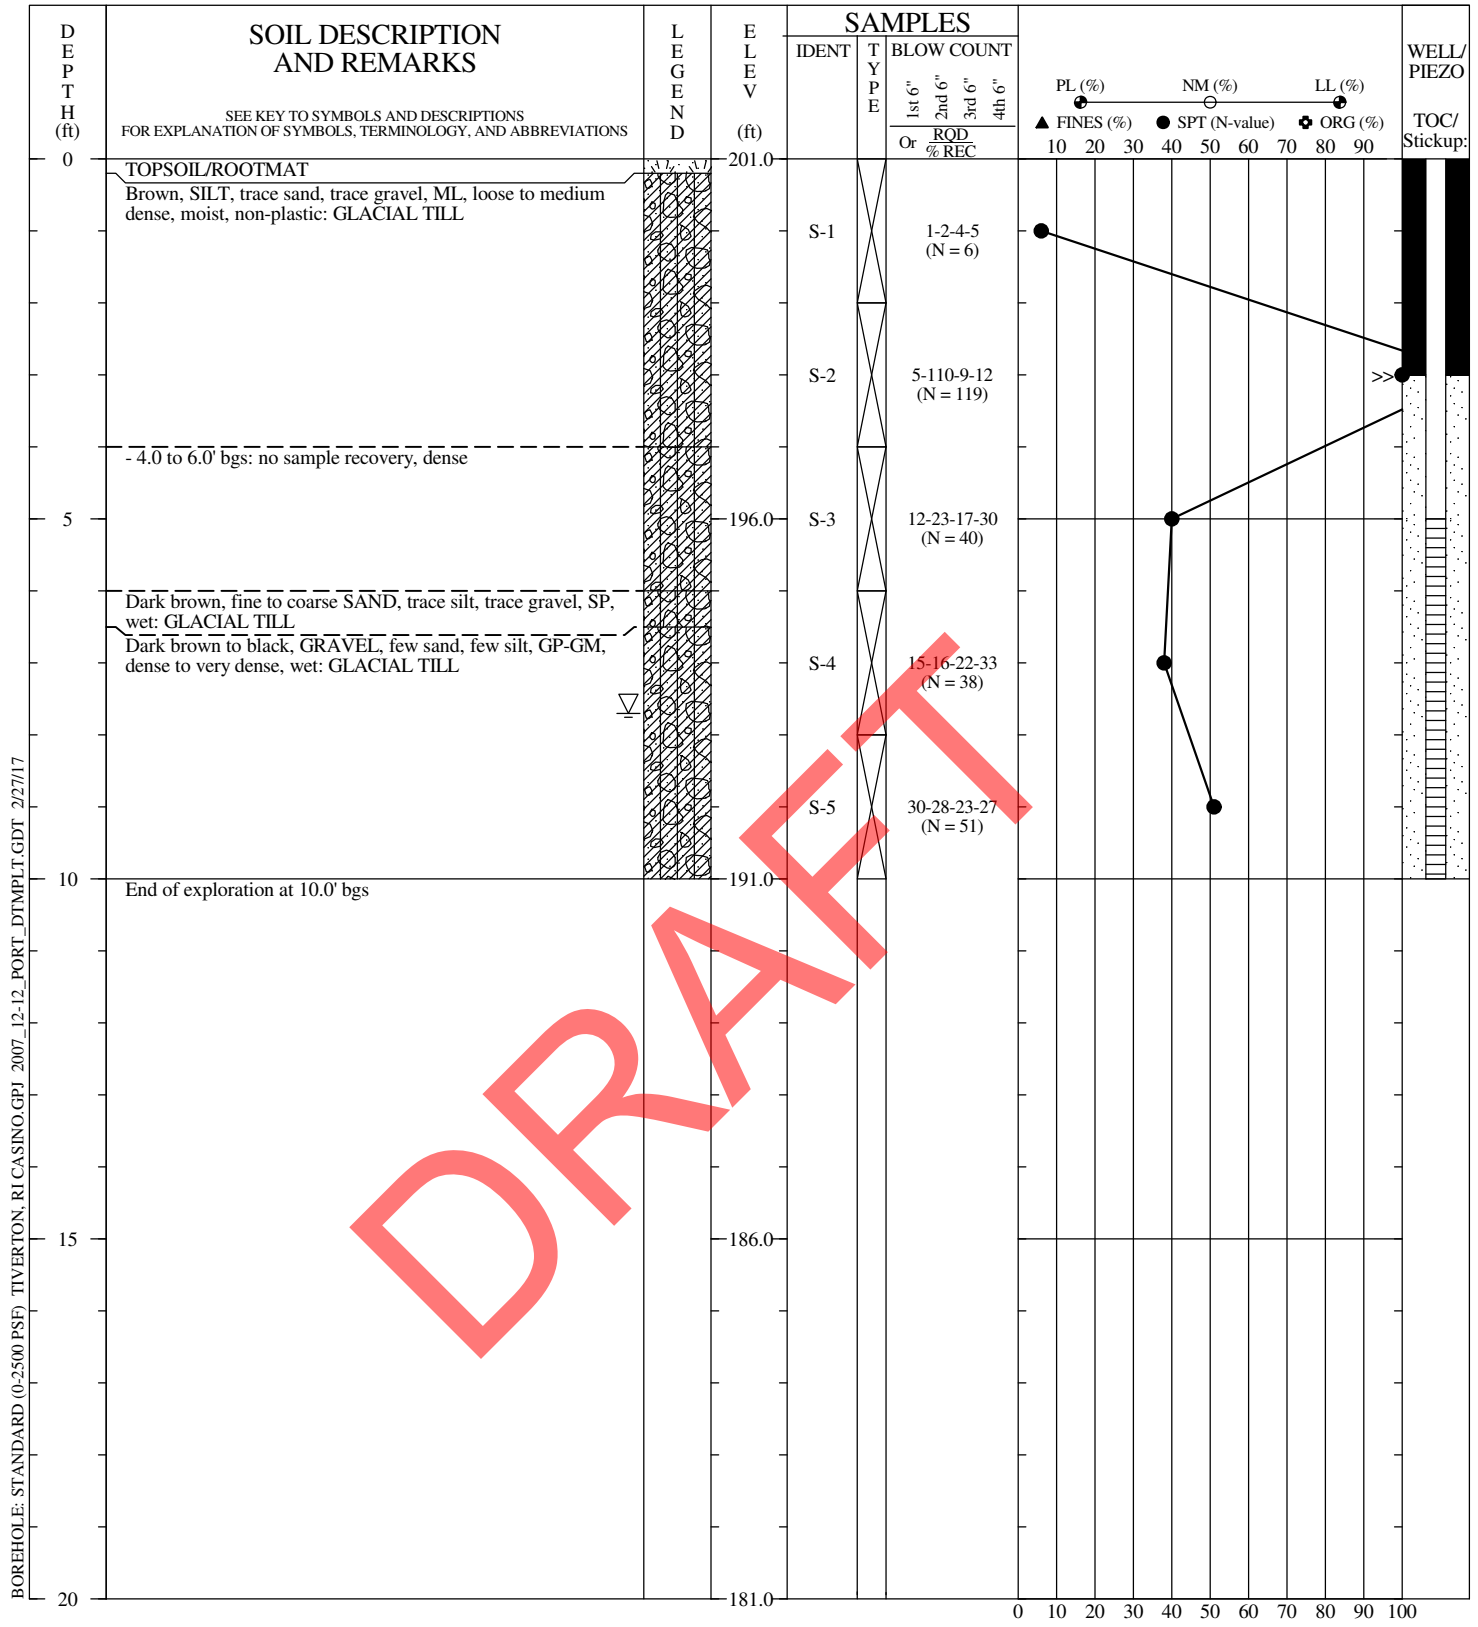 DEPTH
(ft)
SOIL DESCRIPTION
AND REMARKS
SEE KEY TO SYMBOLS AND DESCRIPTIONS
FOR EXPLANATION OF SYMBOLS, TERMINOLOGY, AND ABBREVIATIONS
LEGEND
ELEV
(ft)
SAMPLES
IDENT
TYPE
BLOW COUNT
1st 6"
2nd 6"
3rd 6"
4th 6"
Or RQD
% REC
PL (%)
NM (%)
LL (%)
▲ FINES (%)
● SPT (N-value)
ORG (%)
10 20 30 40 50 60 70 80 90
WELL/
PIEZO
TOC/
Stickup:
0
TOPSOIL/ROOTMAT
201.0
Brown, SILT, trace sand, trace gravel, ML, loose to medium
dense, moist, non-plastic: GLACIAL TILL
S-1
1-2-4-5
(N = 6)
S-2
5-110-9-12
(N = 119)
>>
- 4.0 to 6.0' bgs: no sample recovery, dense
5
196.0
S-3
12-23-17-30
(N = 40)
Dark brown, fine to coarse SAND, trace silt, trace gravel, SP,
wet: GLACIAL TILL
Dark brown to black, GRAVEL, few sand, few silt, GP-GM,
dense to very dense, wet: GLACIAL TILL
S-4
15-16-22-33
(N = 38)
S-5
30-28-23-27
(N = 51)
10
End of exploration at 10.0' bgs
191.0
15
186.0
20
181.0
0 10 20 30 40 50 60 70 80 90 100
DRAFT
BOREHOLE: STANDARD (0-2500 PSF) TIVERTON, RI CASINO.GPJ 2007_12-12_PORT_DTMPLT.GDT 2/27/17